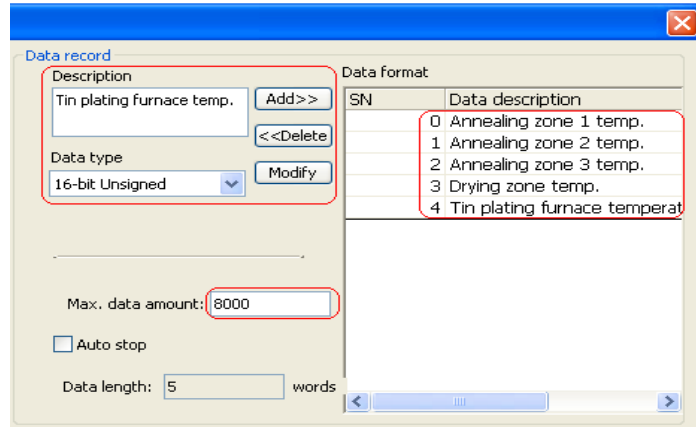 Data record
Description
Tin plating furnace temp.
Add>>
<<Delete
Modify
Data type
16-bit Unsigned
Max. data amount: 8000
Auto stop
Data length: 5 words
Data format
SN Data description
0 Annealing zone 1 temp.
1 Annealing zone 2 temp.
2 Annealing zone 3 temp.
3 Drying zone temp.
4 Tin plating furnace temperat